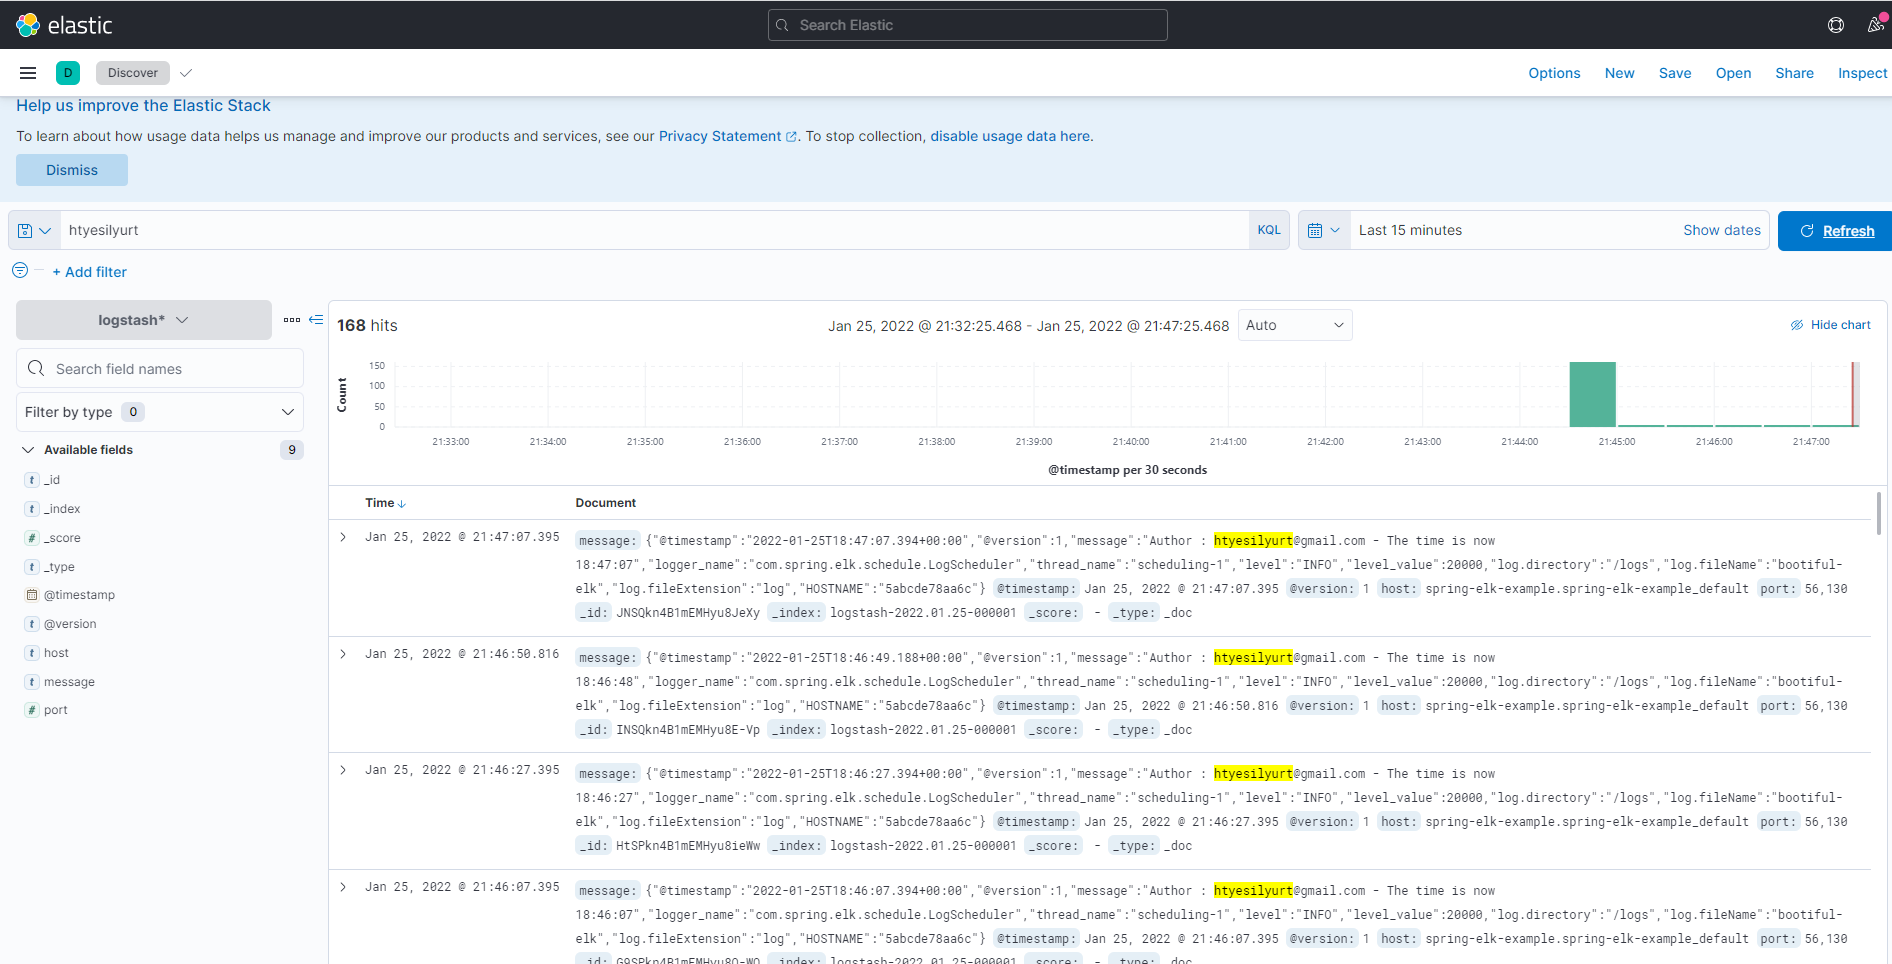 elastic
Search Elastic
D
Discover
Options
New
Save
Open
Share
Inspect
Help us improve the Elastic Stack
To learn about how usage data helps us manage and improve our products and services, see our Privacy Statement. To stop collection, disable usage data here.
Dismiss
htyesilyurt
KQL
Last 15 minutes
Show dates
Refresh
+ Add filter
logstash*
168 hits
Jan 25, 2022 @ 21:32:25.468 - Jan 25, 2022 @ 21:47:25.468
Auto
Hide chart
Search field names
Filter by type 0
Available fields 9
t _id
t _index
# _score
t _type
@timestamp
t @version
t host
t message
# port
Count
150
100
50
0
21:33:00 21:34:00 21:35:00 21:36:00 21:37:00 21:38:00 21:39:00 21:40:00 21:41:00 21:42:00 21:43:00 21:44:00 21:45:00 21:46:00 21:47:00
@timestamp per 30 seconds
Time Document
Jan 25, 2022 @ 21:47:07.395 message: {"@timestamp":"2022-01-25T18:47:07.394+00:00","@version":1,"message":"Author : htyesilyurt@gmail.com - The time is now
18:47:07","logger_name":"com.spring.elk.schedule.LogScheduler","thread_name":"scheduling-1","level":"INFO","level_value":20000,"log.directory":"/logs","log.fileName":"bootiful-
elk","log.fileExtension":"log","HOSTNAME":"5abcde78aa6c"} @timestamp: Jan 25, 2022 @ 21:47:07.395 @version: 1 host: spring-elk-example.spring-elk-example_default port: 56,130
_id: JNSQkn4B1mEMHyu8JeXy _index: logstash-2022.01.25-000001 _score: - _type: _doc
Jan 25, 2022 @ 21:46:50.816 message: {"@timestamp":"2022-01-25T18:46:49.188+00:00","@version":1,"message":"Author : htyesilyurt@gmail.com - The time is now
18:46:48","logger_name":"com.spring.elk.schedule.LogScheduler","thread_name":"scheduling-1","level":"INFO","level_value":20000,"log.directory":"/logs","log.fileName":"bootiful-
elk","log.fileExtension":"log","HOSTNAME":"5abcde78aa6c"} @timestamp: Jan 25, 2022 @ 21:46:50.816 @version: 1 host: spring-elk-example.spring-elk-example_default port: 56,130
_id: INSQkn4B1mEMHyu8E-Vp _index: logstash-2022.01.25-000001 _score: - _type: _doc
Jan 25, 2022 @ 21:46:27.395 message: {"@timestamp":"2022-01-25T18:46:27.394+00:00","@version":1,"message":"Author : htyesilyurt@gmail.com - The time is now
18:46:27","logger_name":"com.spring.elk.schedule.LogScheduler","thread_name":"scheduling-1","level":"INFO","level_value":20000,"log.directory":"/logs","log.fileName":"bootiful-
elk","log.fileExtension":"log","HOSTNAME":"5abcde78aa6c"} @timestamp: Jan 25, 2022 @ 21:46:27.395 @version: 1 host: spring-elk-example.spring-elk-example_default port: 56,130
_id: HtSPkn4B1mEMHyu8ieWw _index: logstash-2022.01.25-000001 _score: - _type: _doc
Jan 25, 2022 @ 21:46:07.395 message: {"@timestamp":"2022-01-25T18:46:07.394+00:00","@version":1,"message":"Author : htyesilyurt@gmail.com - The time is now
18:46:07","logger_name":"com.spring.elk.schedule.LogScheduler","thread_name":"scheduling-1","level":"INFO","level_value":20000,"log.directory":"/logs","log.fileName":"bootiful-
elk","log.fileExtension":"log","HOSTNAME":"5abcde78aa6c"} @timestamp: Jan 25, 2022 @ 21:46:07.395 @version: 1 host: spring-elk-example.spring-elk-example_default port: 56,130
_id: _index: logstash-2022.01.25-000001 _score: - _type: _doc